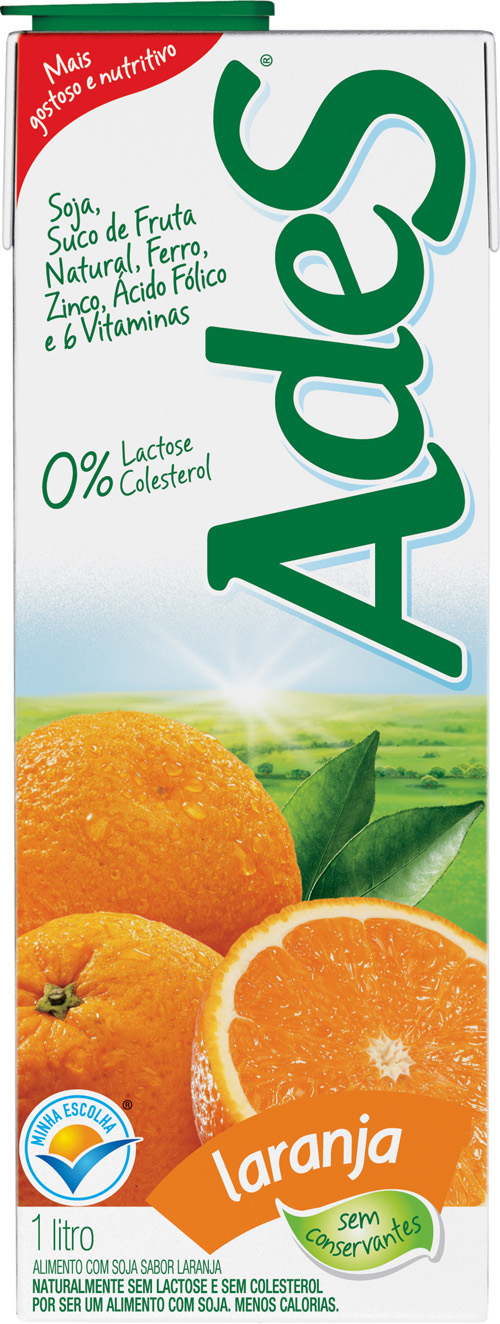 Mais
gostoso e nutritivo
®
AdeS
Soja,
Suco de Fruta
Natural, Ferro,
Zinco, Ácido Fólico
e 6 Vitaminas
0% Lactose
Colesterol
MINHA ESCOLHA
®
laranja
sem
conservantes
1 litro
ALIMENTO COM SOJA SABOR LARANJA
NATURALMENTE SEM LACTOSE E SEM COLESTEROL
POR SER UM ALIMENTO COM SOJA. MENOS CALORIAS.